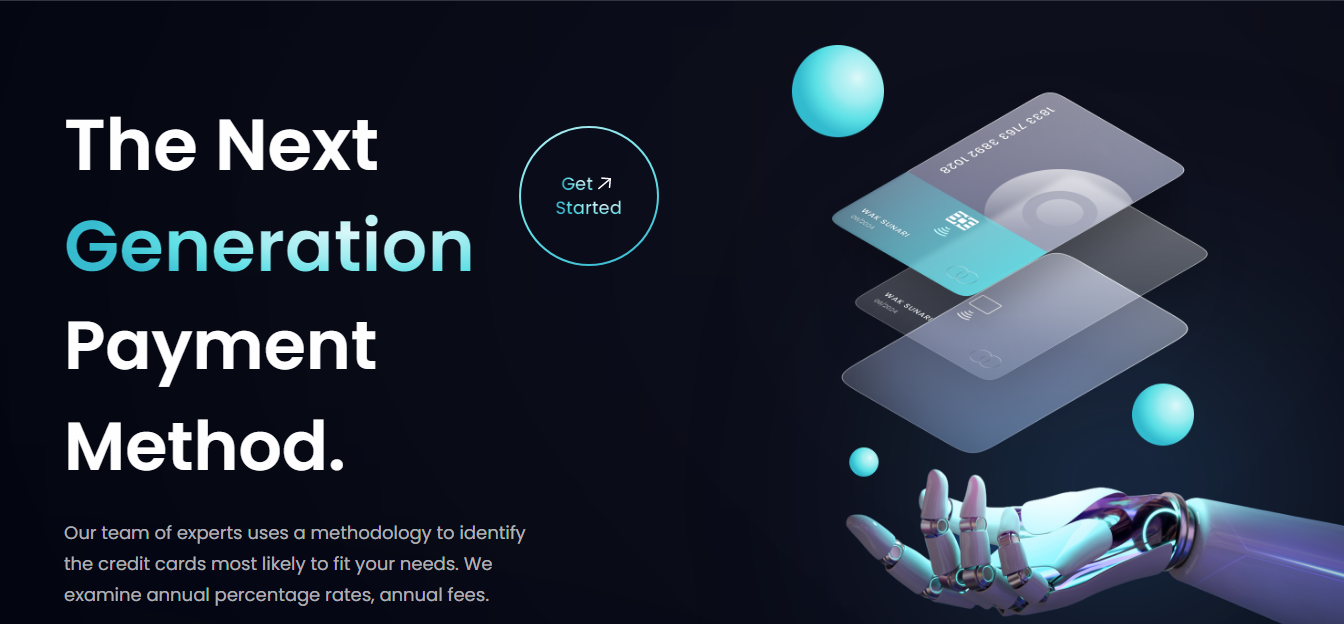 The Next
Generation
Payment
Method.
Get
Started
Our team of experts uses a methodology to identify
the credit cards most likely to fit your needs. We
examine annual percentage rates, annual fees.
1833 7163 3892 1028
WAK SUNARI
06/2024
WAK SUNARI
06/2024